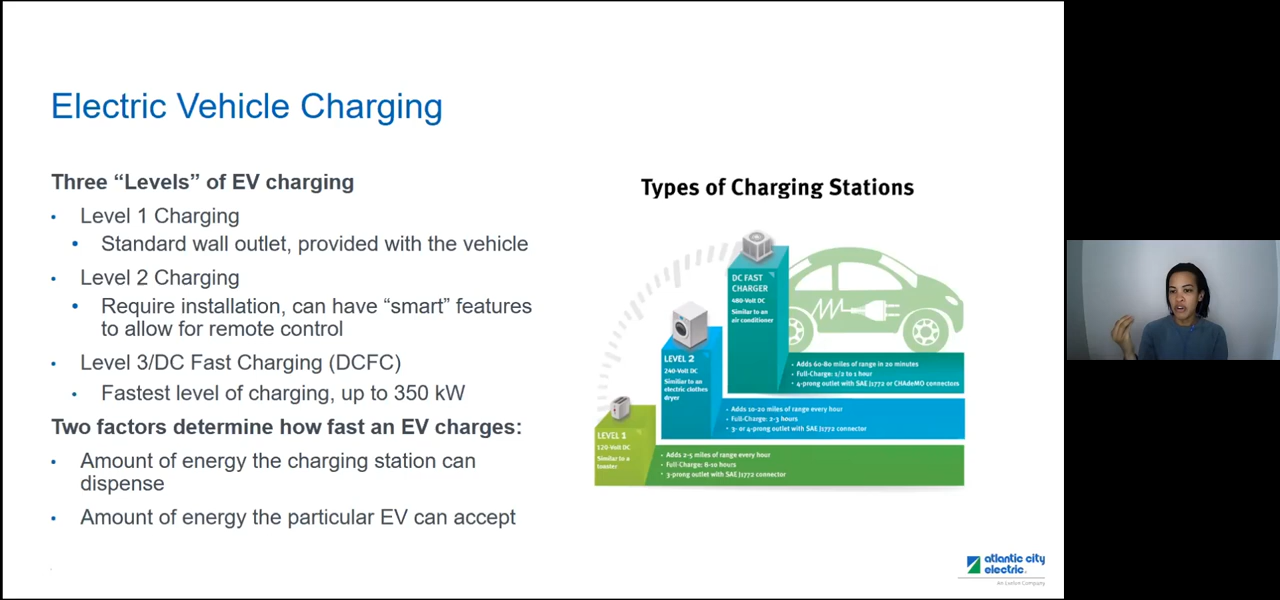 Electric Vehicle Charging
Three “Levels” of EV charging
• Level 1 Charging
• Standard wall outlet, provided with the vehicle
• Level 2 Charging
• Require installation, can have “smart” features
to allow for remote control
• Level 3/DC Fast Charging (DCFC)
• Fastest level of charging, up to 350 kW
Two factors determine how fast an EV charges:
• Amount of energy the charging station can
dispense
• Amount of energy the particular EV can accept
Types of Charging Stations
DC FAST
CHARGER
480-Volt DC
Similar to an
air conditioner
• Adds 60-80 miles of range in 20 minutes
• Full-Charge: 1/2 to 1 hour
• 4-prong outlet with SAE J1772 or CHAdeMO connectors
LEVEL 2
240-Volt DC
Similar to an
electric clothes
dryer
• Adds 10-20 miles of range every hour
• Full-Charge: 2-3 hours
• 3- or 4-prong outlet with SAE J1772 connector
LEVEL 1
120-Volt DC
Similar to a
toaster
• Adds 2-5 miles of range every hour
• Full Charge: 8-10 hours
• 3-prong outlet with SAE J1772 connector
atlantic city
electric.
An Exelon Company